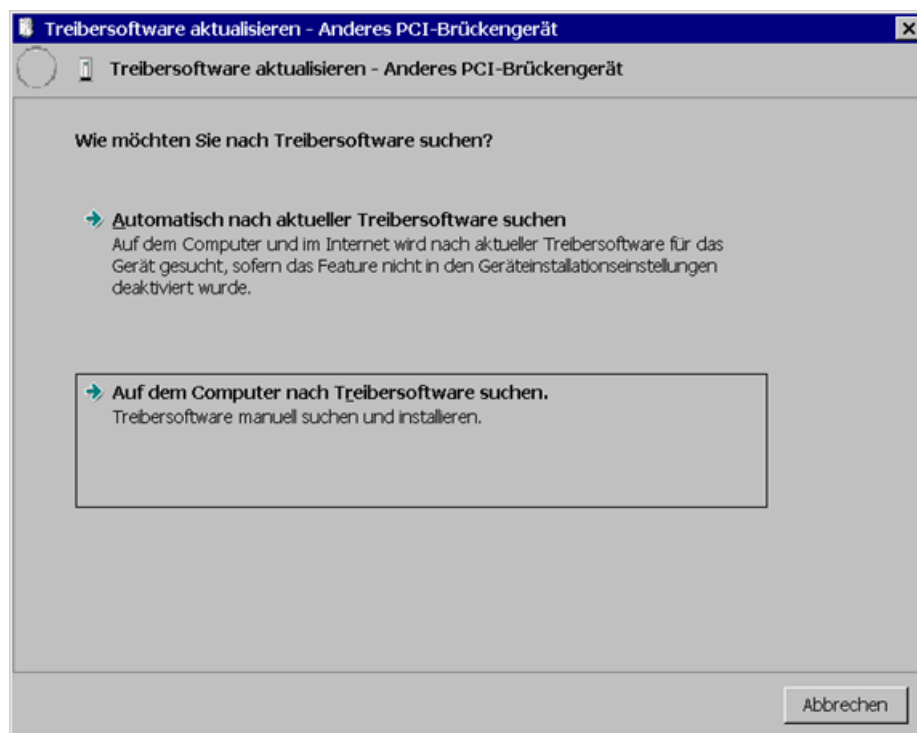 Treibersoftware aktualisieren - Anderes PCI-Brückengerät
Treibersoftware aktualisieren - Anderes PCI-Brückengerät
Wie möchten Sie nach Treibersoftware suchen?
Automatisch nach aktueller Treibersoftware suchen
Auf dem Computer und im Internet wird nach aktueller Treibersoftware für das
Gerät gesucht, sofern das Feature nicht in den Geräteinstallationseinstellungen
deaktiviert wurde.
Auf dem Computer nach Treibersoftware suchen.
Treibersoftware manuell suchen und installieren.
Abbrechen